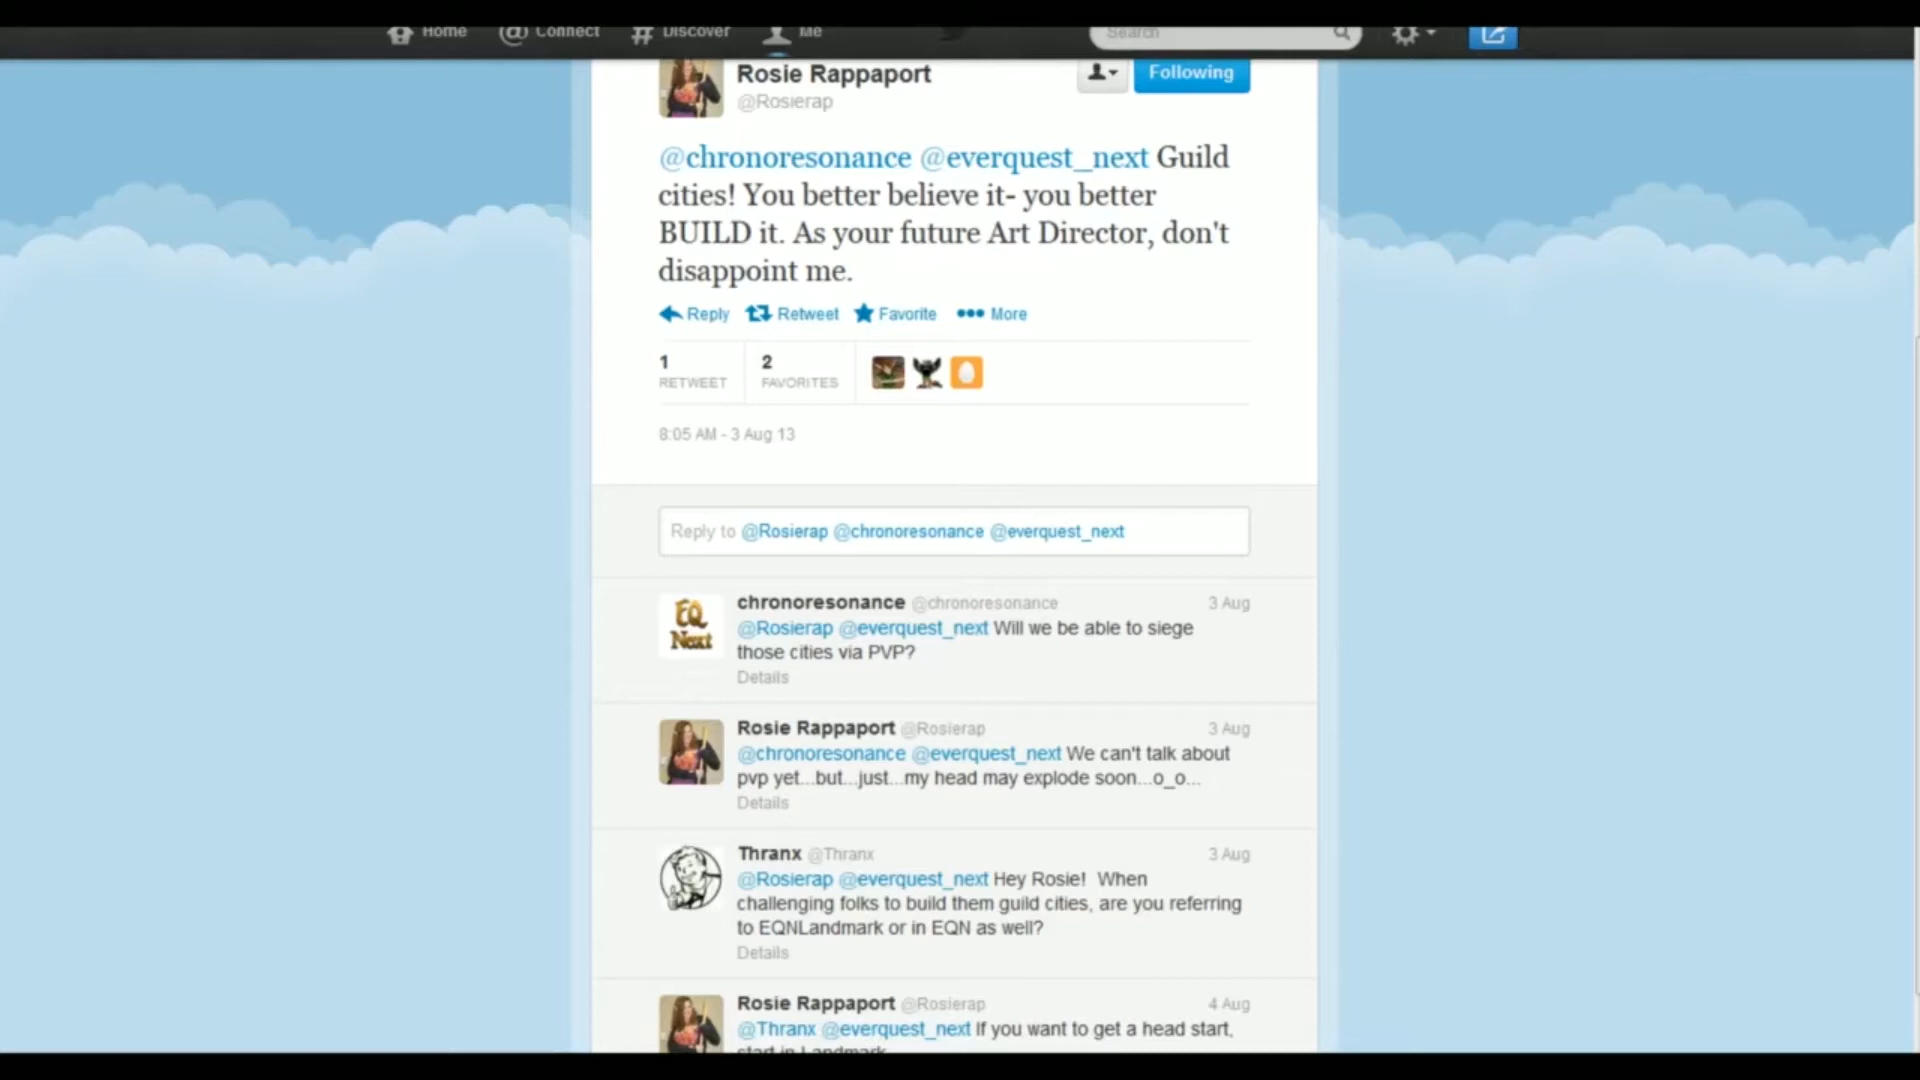 Home Connect Discover Me Search
Rosie Rappaport
@Rosierap
Following
@chronoresonance @everquest_next Guild
cities! You better believe it- you better
BUILD it. As your future Art Director, don't
disappoint me.
Reply Retweet Favorite More
1 2
RETWEET FAVORITES
8:05 AM - 3 Aug 13
Reply to @Rosierap @chronoresonance @everquest_next
chronoresonance @chronoresonance 3 Aug
EQ
Next
@Rosierap @everquest_next Will we be able to siege
those cities via PVP?
Details
Rosie Rappaport @Rosierap 3 Aug
@chronoresonance @everquest_next We can't talk about
pvp yet...but...just...my head may explode soon...o_o...
Details
Thranx @Thranx 3 Aug
@Rosierap @everquest_next Hey Rosie! When
challenging folks to build them guild cities, are you referring
to EQNLandmark or in EQN as well?
Details
Rosie Rappaport @Rosierap 4 Aug
@Thranx @everquest_next If you want to get a head start,
start in Landmark